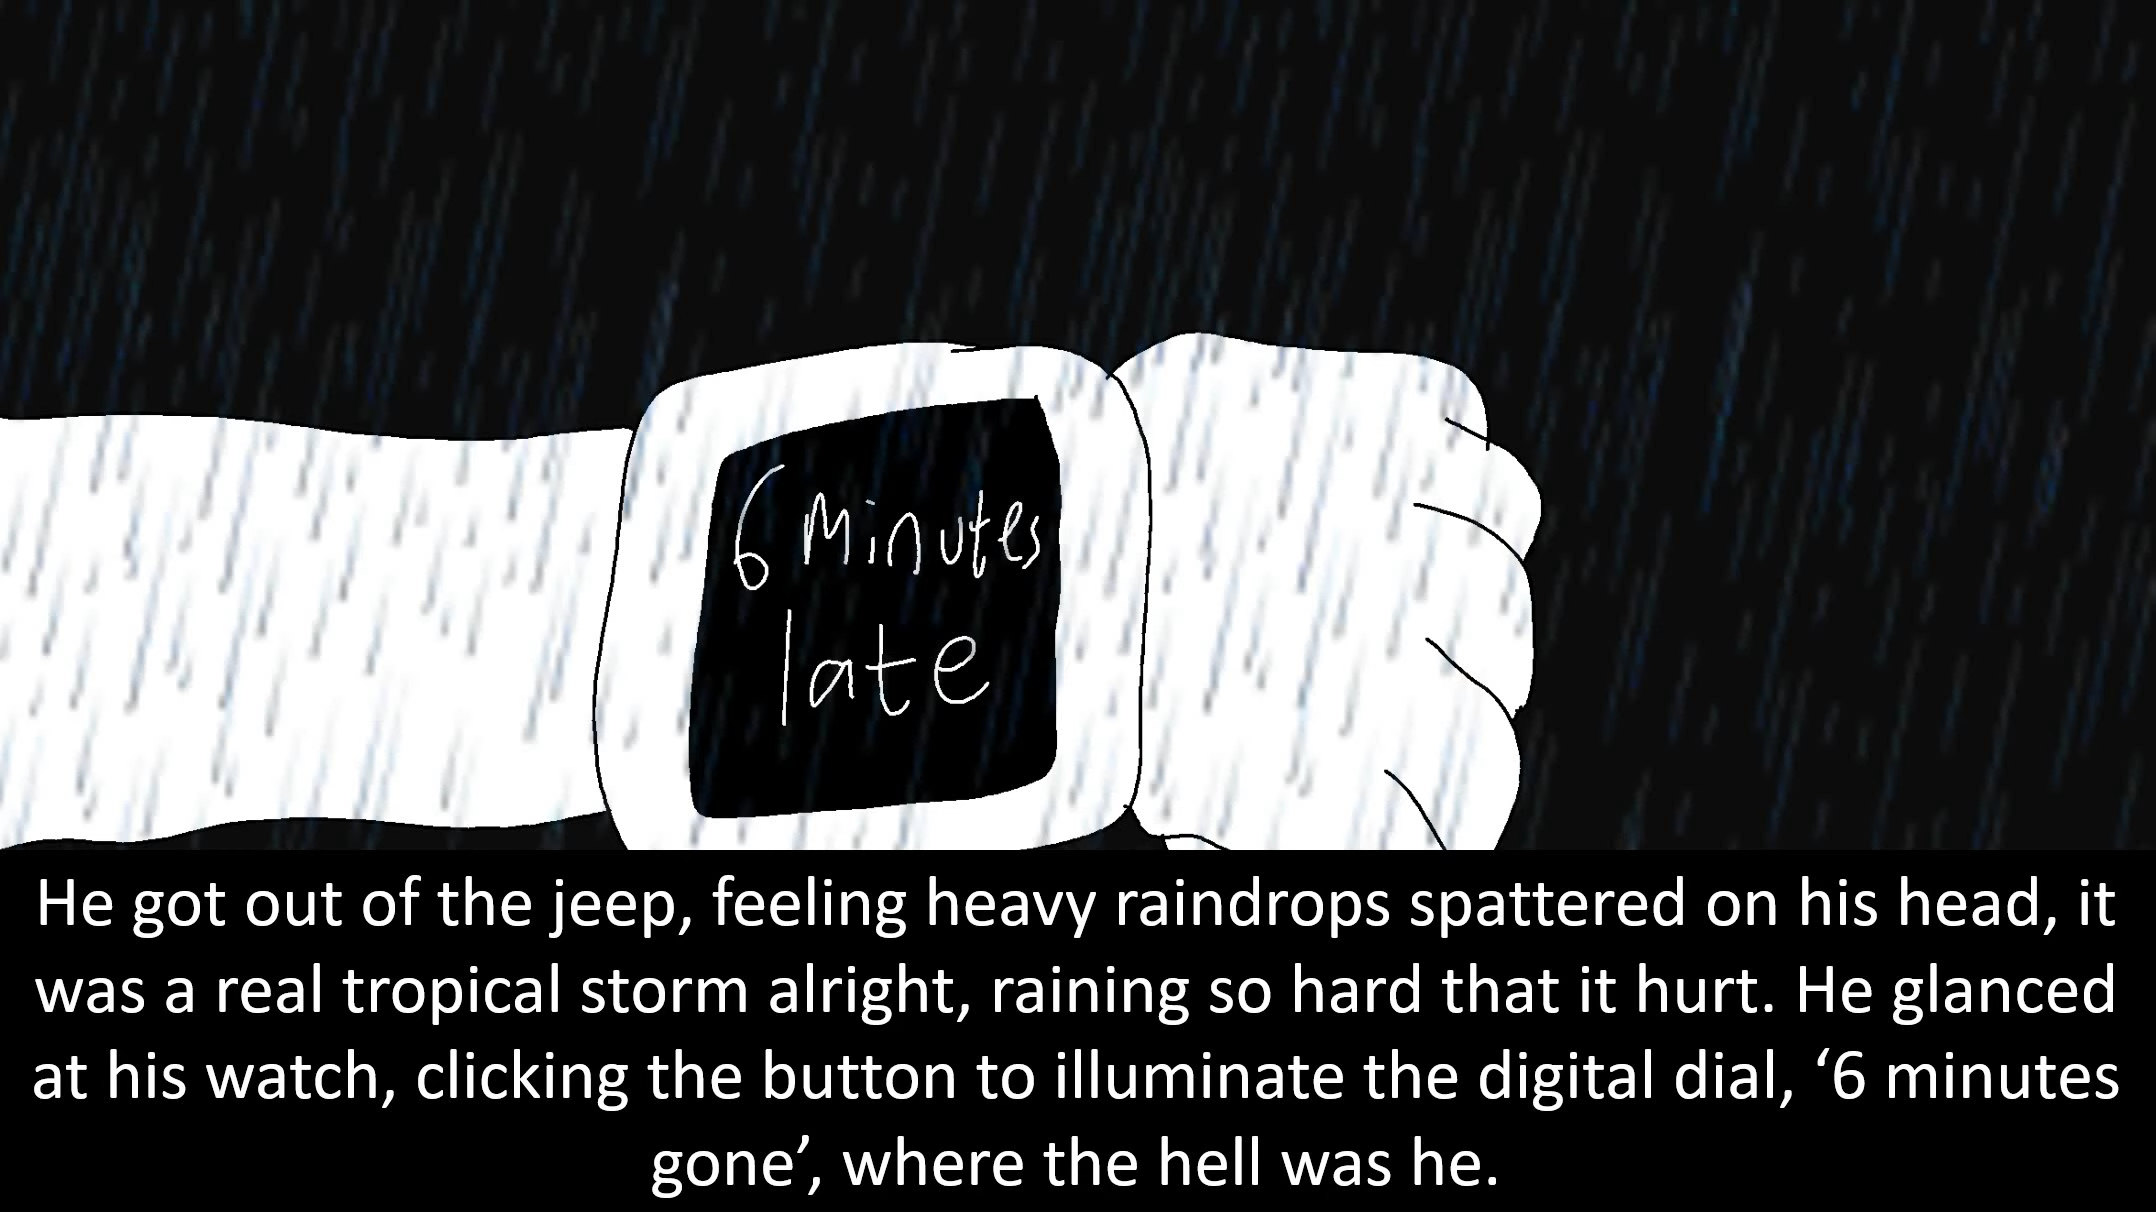 6 Minutes
late
He got out of the jeep, feeling heavy raindrops spattered on his head, it
was a real tropical storm alright, raining so hard that it hurt. He glanced
at his watch, clicking the button to illuminate the digital dial, ‘6 minutes
gone’, where the hell was he.